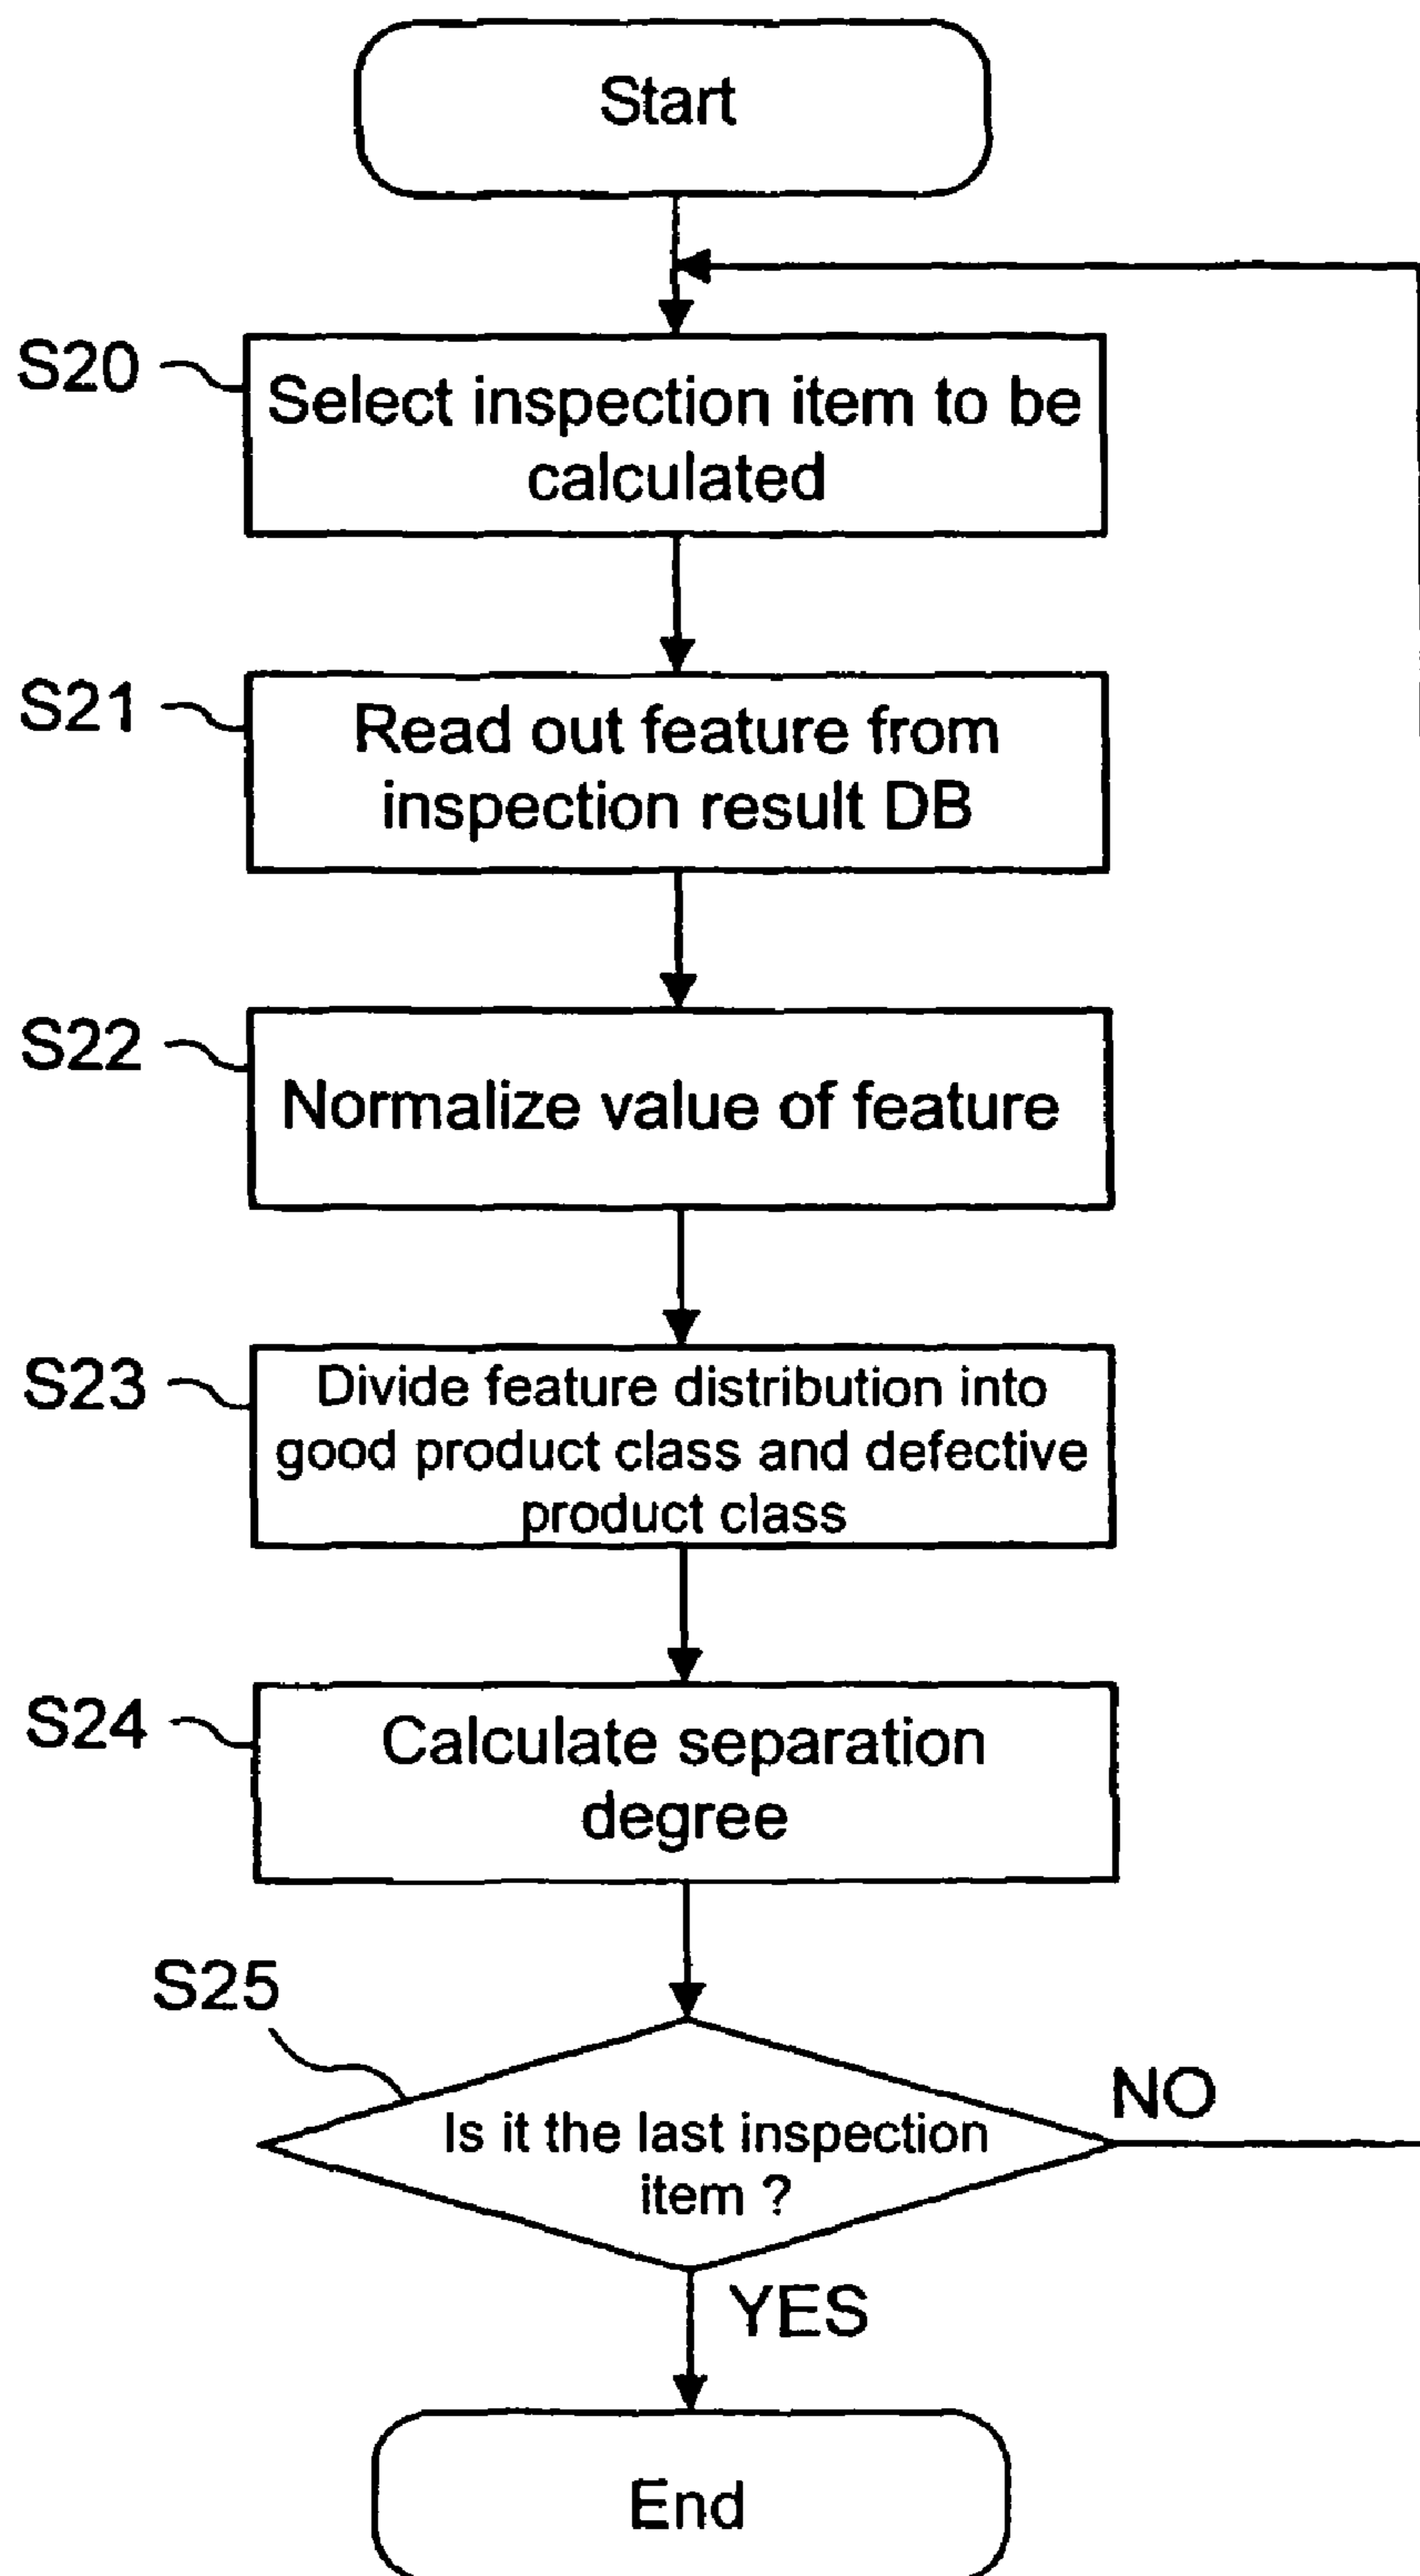 Start
S20
Select inspection item to be
calculated
S21
Read out feature from
inspection result DB
S22
Normalize value of feature
S23
Divide feature distribution into
good product class and defective
product class
S24
Calculate separation
degree
S25
Is it the last inspection
item ?
NO
YES
End